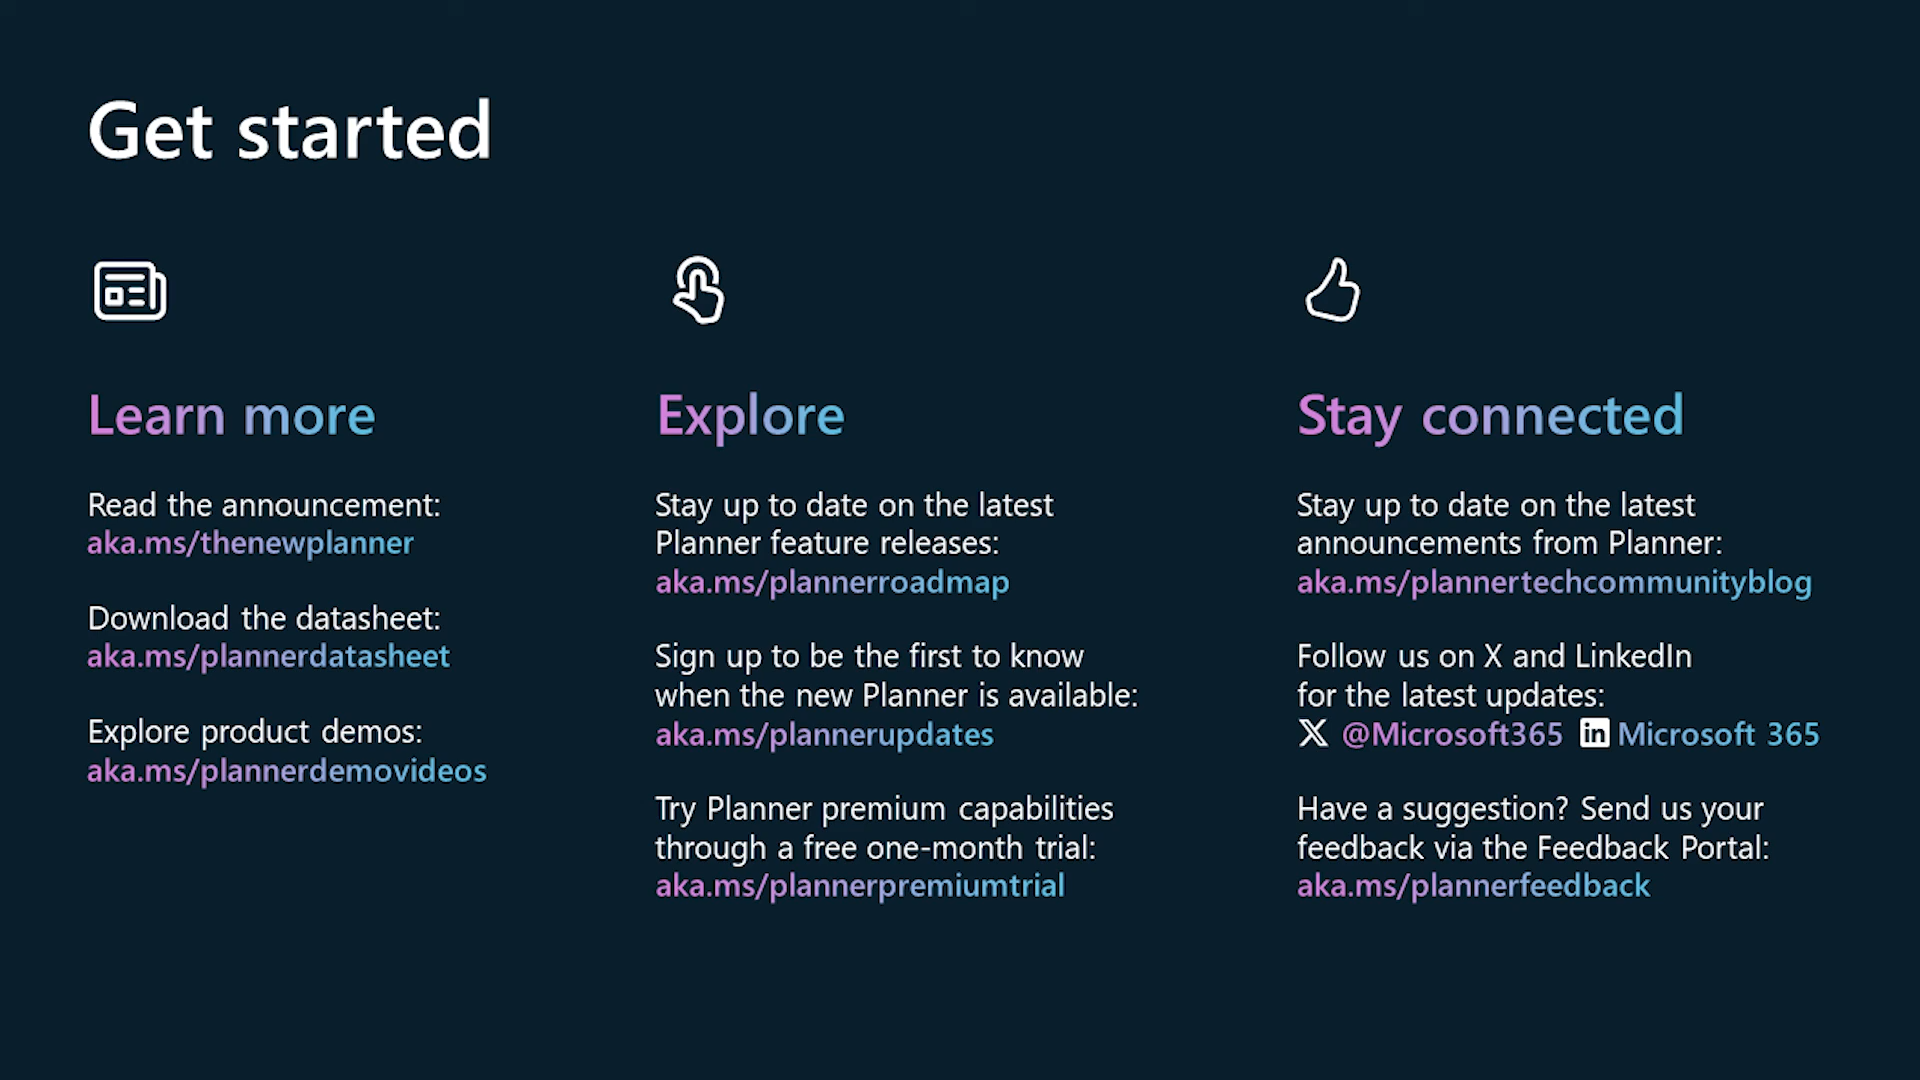 Get started
Learn more
Read the announcement:
aka.ms/thenewplanner
Download the datasheet:
aka.ms/plannerdatasheet
Explore product demos:
aka.ms/plannerdemovideos
Explore
Stay up to date on the latest
Planner feature releases:
aka.ms/plannerroadmap
Sign up to be the first to know
when the new Planner is available:
aka.ms/plannerupdates
Try Planner premium capabilities
through a free one-month trial:
aka.ms/plannerpremiumtrial
Stay connected
Stay up to date on the latest
announcements from Planner:
aka.ms/plannertechcommunityblog
Follow us on X and LinkedIn
for the latest updates:
X @Microsoft365 in Microsoft 365
Have a suggestion? Send us your
feedback via the Feedback Portal:
aka.ms/plannerfeedback